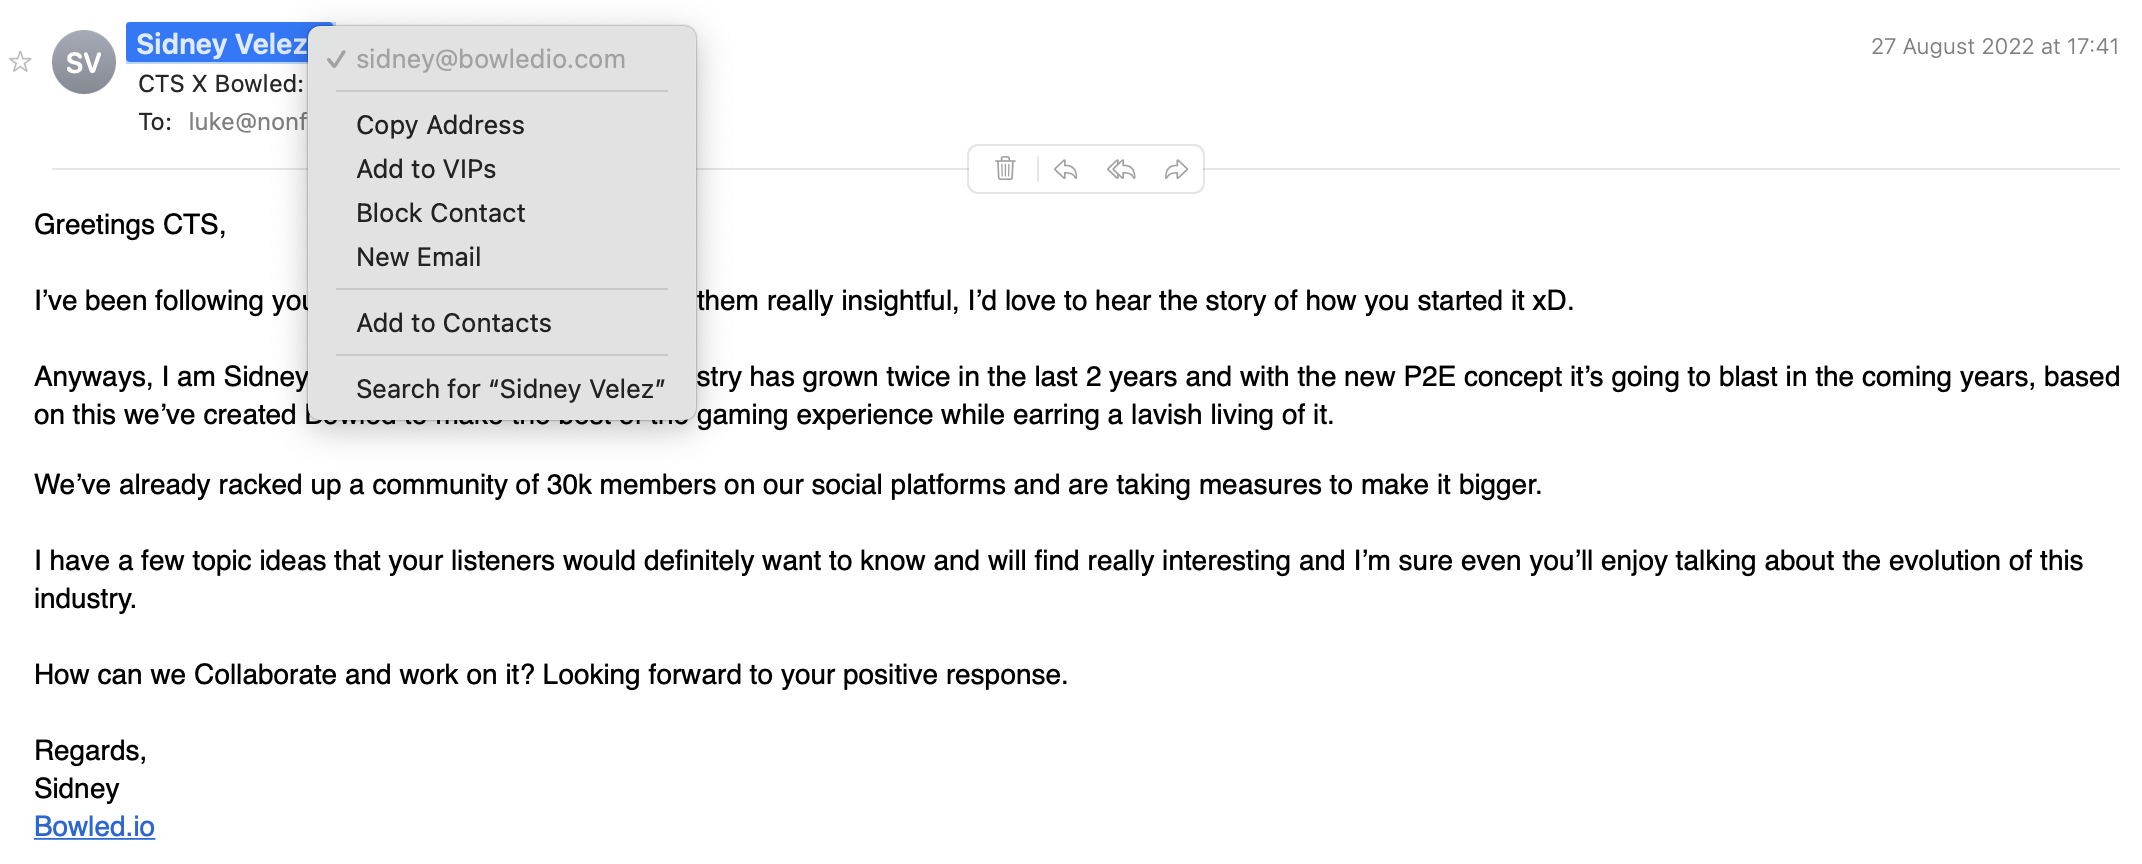 SV
Sidney Velez
27 August 2022 at 17:41
CTS X Bowled:
To: luke@nonf
✓ sidney@bowledio.com
Copy Address
Add to VIPs
Block Contact
New Email
Add to Contacts
Search for “Sidney Velez”
Greetings CTS,
I’ve been following you them really insightful, I’d love to hear the story of how you started it xD.
Anyways, I am Sidney stry has grown twice in the last 2 years and with the new P2E concept it’s going to blast in the coming years, based
on this we’ve created Bowled to make the best of the gaming experience while earring a lavish living of it.
We’ve already racked up a community of 30k members on our social platforms and are taking measures to make it bigger.
I have a few topic ideas that your listeners would definitely want to know and will find really interesting and I’m sure even you’ll enjoy talking about the evolution of this
industry.
How can we Collaborate and work on it? Looking forward to your positive response.
Regards,
Sidney
Bowled.io